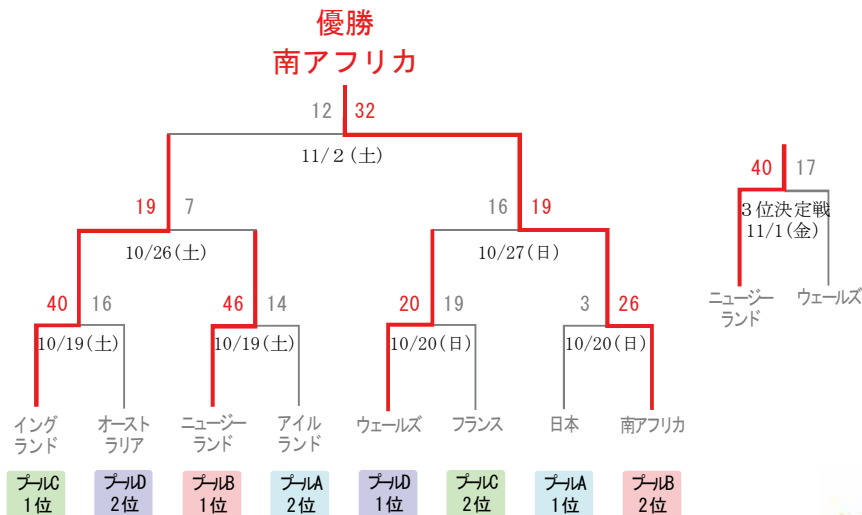 優勝
南アフリカ
12 32
11/2(土)
19 7
16 19
10/26(土)
10/27(日)
40 16
46 14
20 19
3 26
10/19(土)
10/19(土)
10/20(日)
10/20(日)
イング
ランド
オースト
ラリア
ニュージー
ランド
アイル
ランド
ウェールズ
フランス
日本
南アフリカ
プールC
1位
プールD
2位
プールB
1位
プールA
2位
プールD
1位
プールC
2位
プールA
1位
プールB
2位
40 17
3位決定戦
11/1(金)
ニュージー
ランド
ウェールズ